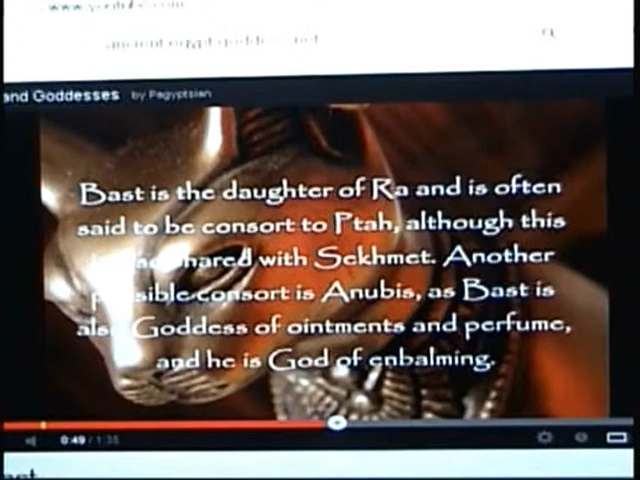 and Goddesses by Pagyptsian
Bast is the daughter of Ra and is often
said to be consort to Ptah, although this
shared with Sekhmet. Another
possible consort is Anubis, as Bast is
also Goddess of ointments and perfume,
and he is God of enbalming.
0:49 / 1:35